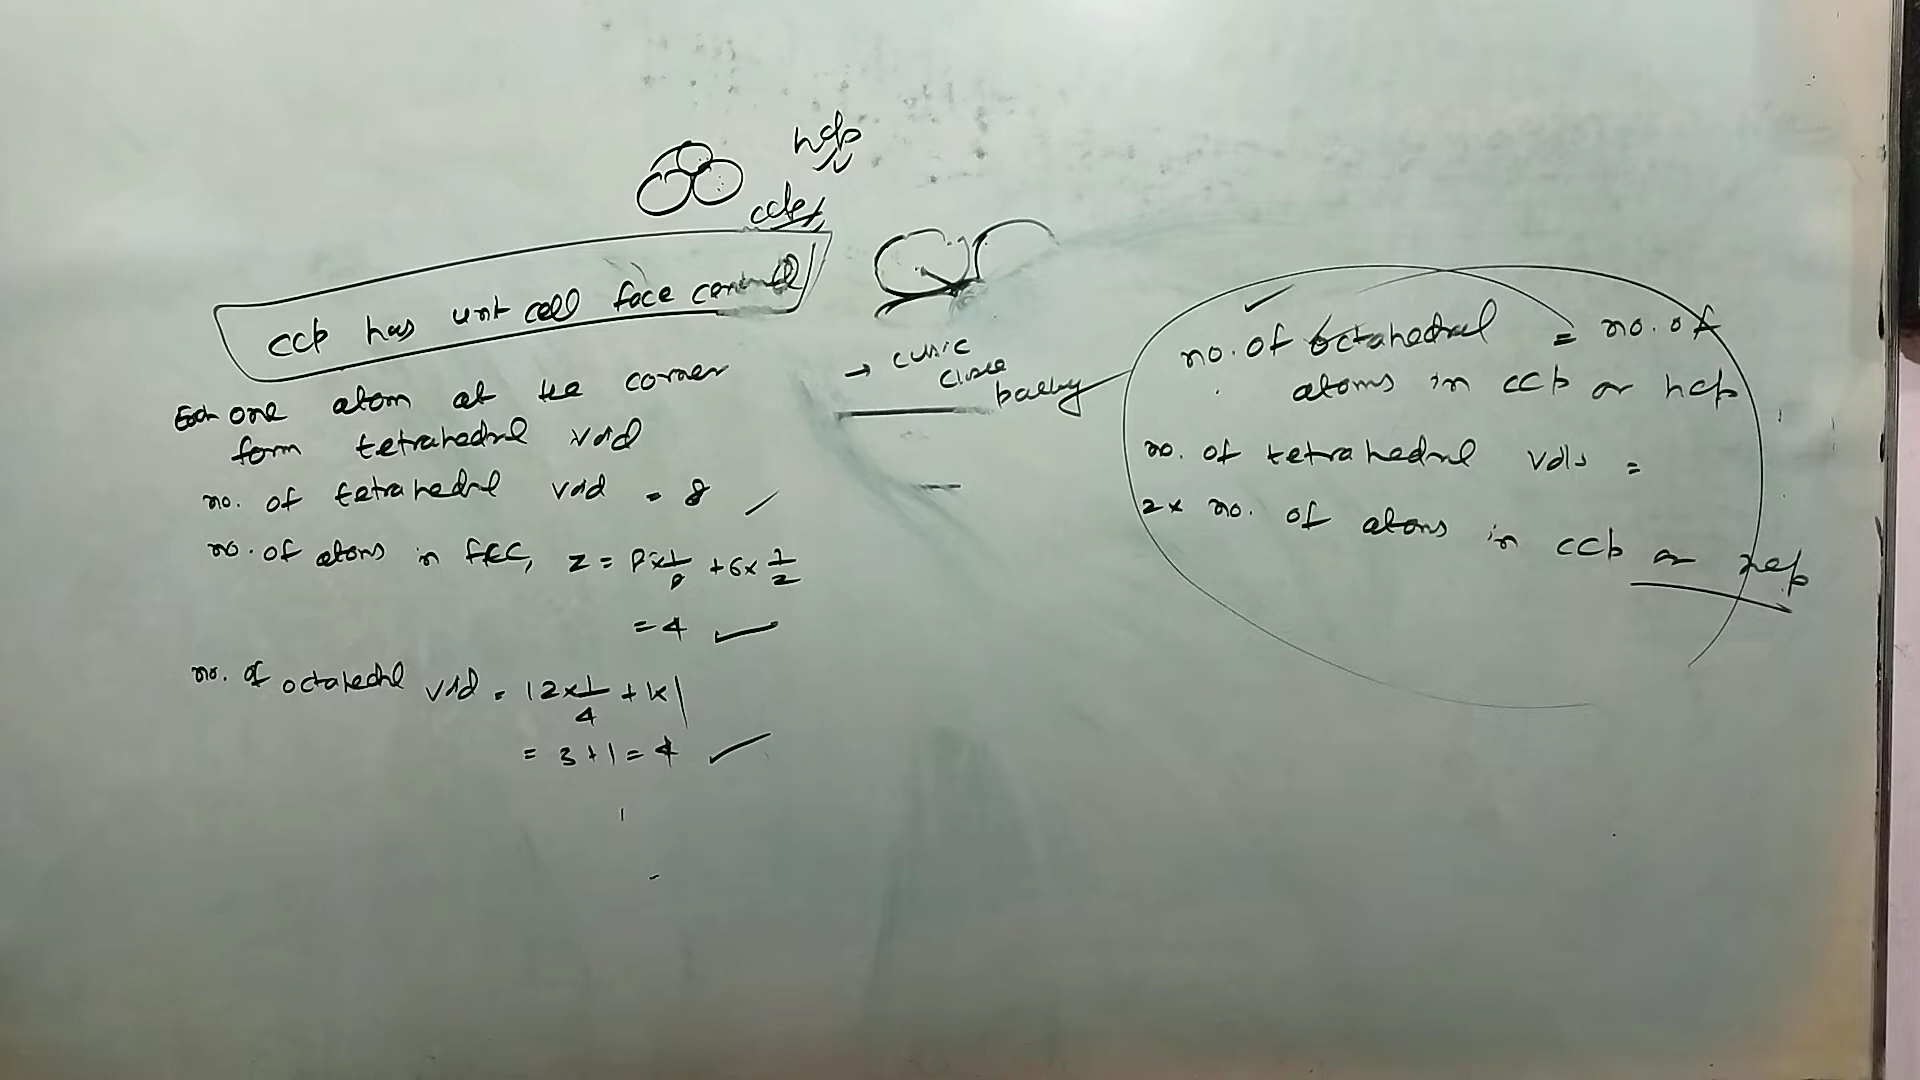 hcp
ccp
ccp has unit cell face centred
Each one atom at the corner
form tetrahedral void
no. of tetrahedral void = 8
no. of atoms in FCC, z = 8×1/8 + 6×1/2
= 4
no. of octahedral void = 12×1/4 + 1×1
= 3+1 = 4
→ cubic
close
packing
no. of octahedral = no. of
atoms in ccp or hcp
no. of tetrahedral voids =
2× no. of atoms in ccp or hcp